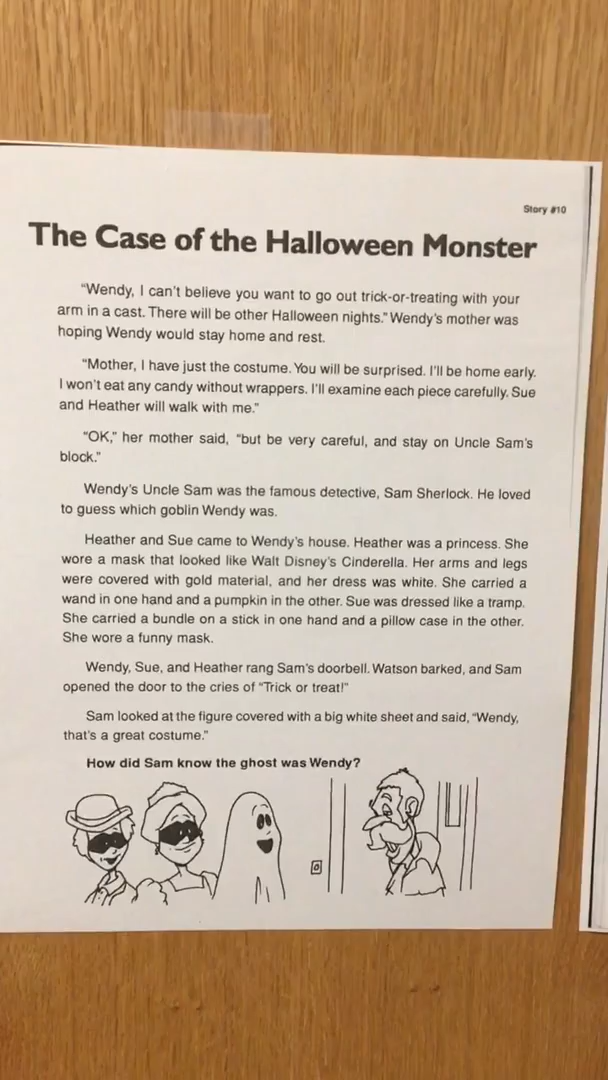 Story #10
The Case of the Halloween Monster
"Wendy, I can't believe you want to go out trick-or-treating with your
arm in a cast. There will be other Halloween nights." Wendy's mother was
hoping Wendy would stay home and rest.
"Mother, I have just the costume. You will be surprised. I'll be home early.
I won't eat any candy without wrappers. I'll examine each piece carefully. Sue
and Heather will walk with me."
"OK," her mother said, "but be very careful, and stay on Uncle Sam's
block."
Wendy's Uncle Sam was the famous detective, Sam Sherlock. He loved
to guess which goblin Wendy was.
Heather and Sue came to Wendy's house. Heather was a princess. She
wore a mask that looked like Walt Disney's Cinderella. Her arms and legs
were covered with gold material, and her dress was white. She carried a
wand in one hand and a pumpkin in the other. Sue was dressed like a tramp.
She carried a bundle on a stick in one hand and a pillow case in the other.
She wore a funny mask.
Wendy, Sue, and Heather rang Sam's doorbell. Watson barked, and Sam
opened the door to the cries of "Trick or treat!"
Sam looked at the figure covered with a big white sheet and said, "Wendy,
that's a great costume."
How did Sam know the ghost was Wendy?